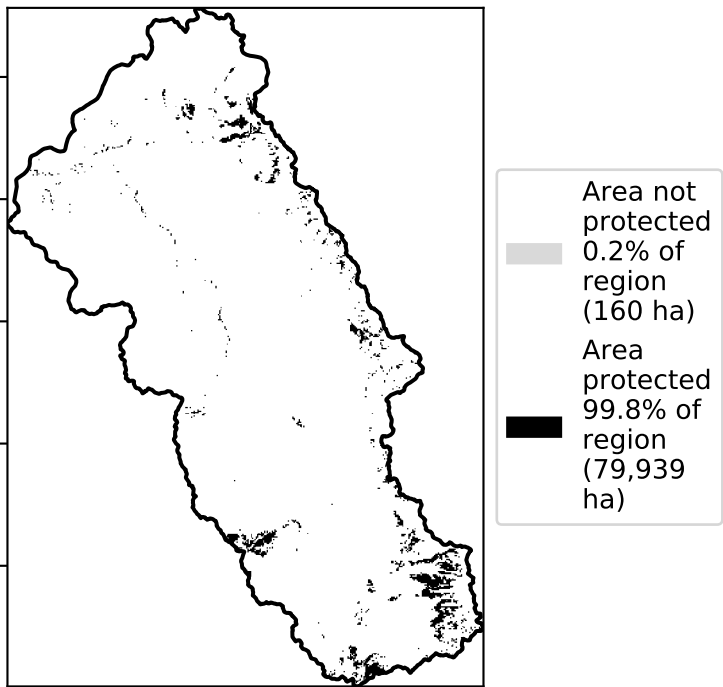 Area not
protected
0.2% of
region
(160 ha)
Area
protected
99.8% of
region
(79,939
ha)